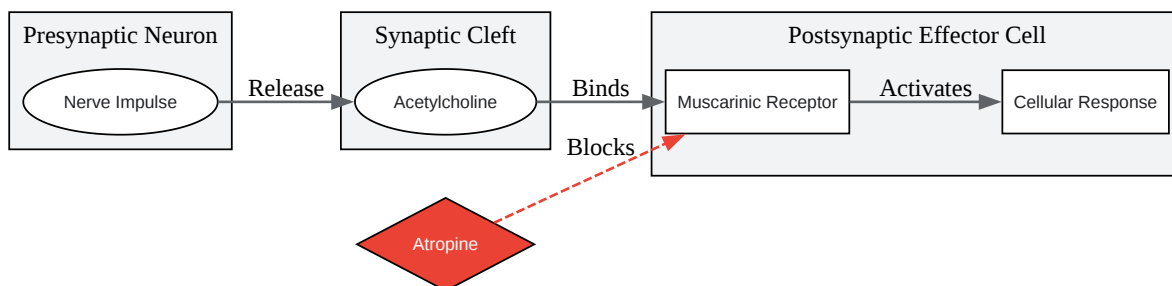 Presynaptic Neuron
Synaptic Cleft
Postsynaptic Effector Cell
Nerve Impulse
Release
Acetylcholine
Binds
Muscarinic Receptor
Activates
Cellular Response
Blocks
Atropine